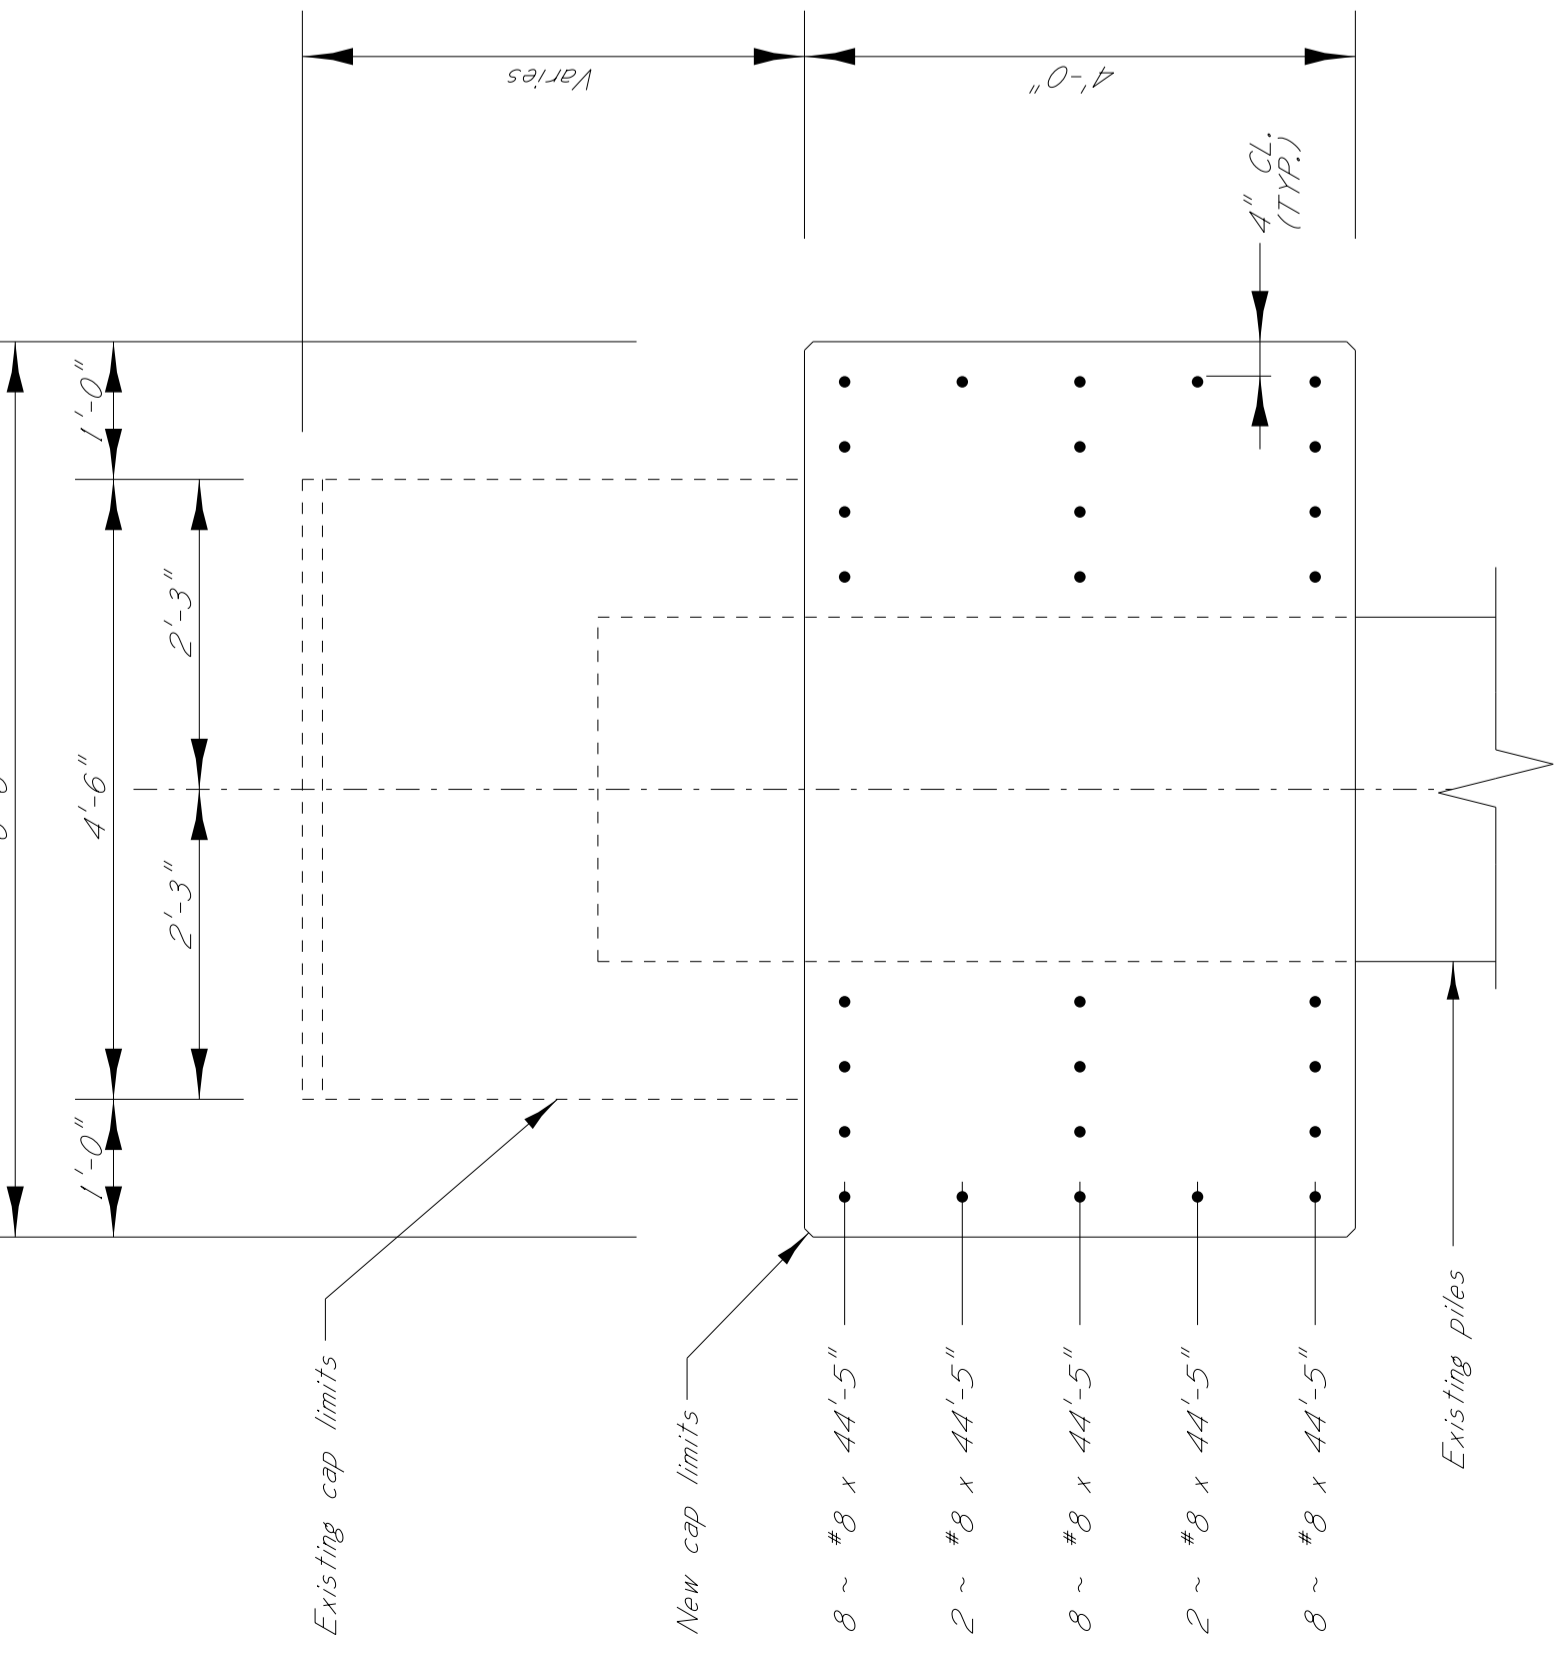 1'-0"
4'-6"
1'-0"
2'-3"
2'-3"
Varies
4'-0"
4" CL.
(TYP.)
Existing cap limits
New cap limits
8 ~ #8 x 44'-5"
2 ~ #8 x 44'-5"
8 ~ #8 x 44'-5"
2 ~ #8 x 44'-5"
8 ~ #8 x 44'-5"
Existing piles